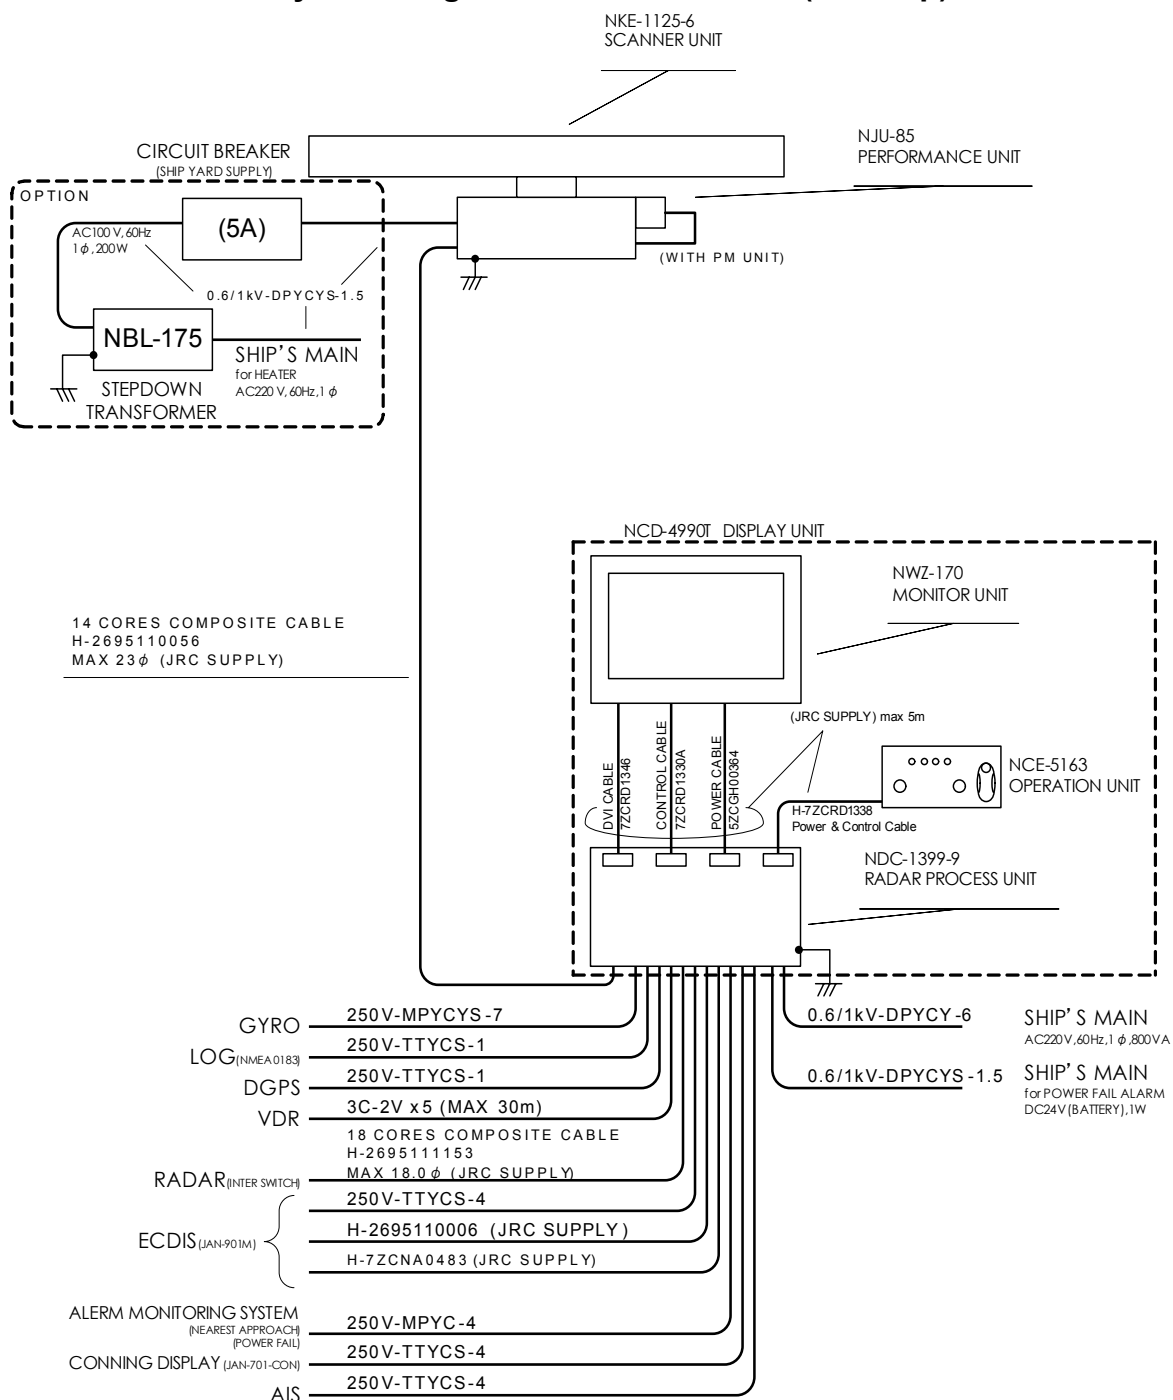 NKE-1125-6
SCANNER UNIT
NJU-85
PERFORMANCE UNIT
CIRCUIT BREAKER
(SHIP YARD SUPPLY)
OPTION
(5A)
AC100 V, 60Hz
1φ, 200W
(WITH PM UNIT)
0.6/1kV-DPYCYS-1.5
NBL-175
SHIP'S MAIN
for HEATER
AC220 V, 60Hz, 1φ
STEPDOWN
TRANSFORMER
NCD-4990T DISPLAY UNIT
NWZ-170
MONITOR UNIT
14 CORES COMPOSITE CABLE
H-2695110056
MAX 23φ (JRC SUPPLY)
(JRC SUPPLY) max 5m
DVI CABLE
7ZCRD1346
CONTROL CABLE
7ZCRD1330A
POWER CABLE
5ZCGH00364
NCE-5163
OPERATION UNIT
H-7ZCRD1338
Power & Control Cable
NDC-1399-9
RADAR PROCESS UNIT
GYRO 250V-MPYCYS-7
0.6/1kV-DPYCY-6 SHIP'S MAIN
AC220V, 60Hz, 1φ, 800VA
LOG (NMEA0183) 250V-TTYCS-1
DGPS 250V-TTYCS-1
0.6/1kV-DPYCYS-1.5 SHIP'S MAIN
for POWER FAIL ALARM
DC24V (BATTERY), 1W
VDR 3C-2V x5 (MAX 30m)
18 CORES COMPOSITE CABLE
H-2695111153
MAX 18.0φ (JRC SUPPLY)
RADAR (INTER SWITCH)
250V-TTYCS-4
ECDIS (JAN-901M) H-2695110006 (JRC SUPPLY)
H-7ZCNA0483 (JRC SUPPLY)
ALERM MONITORING SYSTEM
(NEAREST APPROACH)
(POWER FAIL)
250V-MPYC-4
CONNING DISPLAY (JAN-701-CON) 250V-TTYCS-4
AIS 250V-TTYCS-4